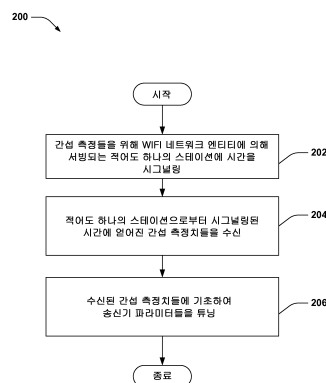 200
시작
간섭 측정들을 위해 WIFI 네트워크 엔티티에 의해
서빙되는 적어도 하나의 스테이션에 시간을
시그널링
202
적어도 하나의 스테이션으로부터 시그널링된
시간에 얻어진 간섭 측정치들을 수신
204
수신된 간섭 측정치들에 기초하여
송신기 파라미터들을 튜닝
206
종료